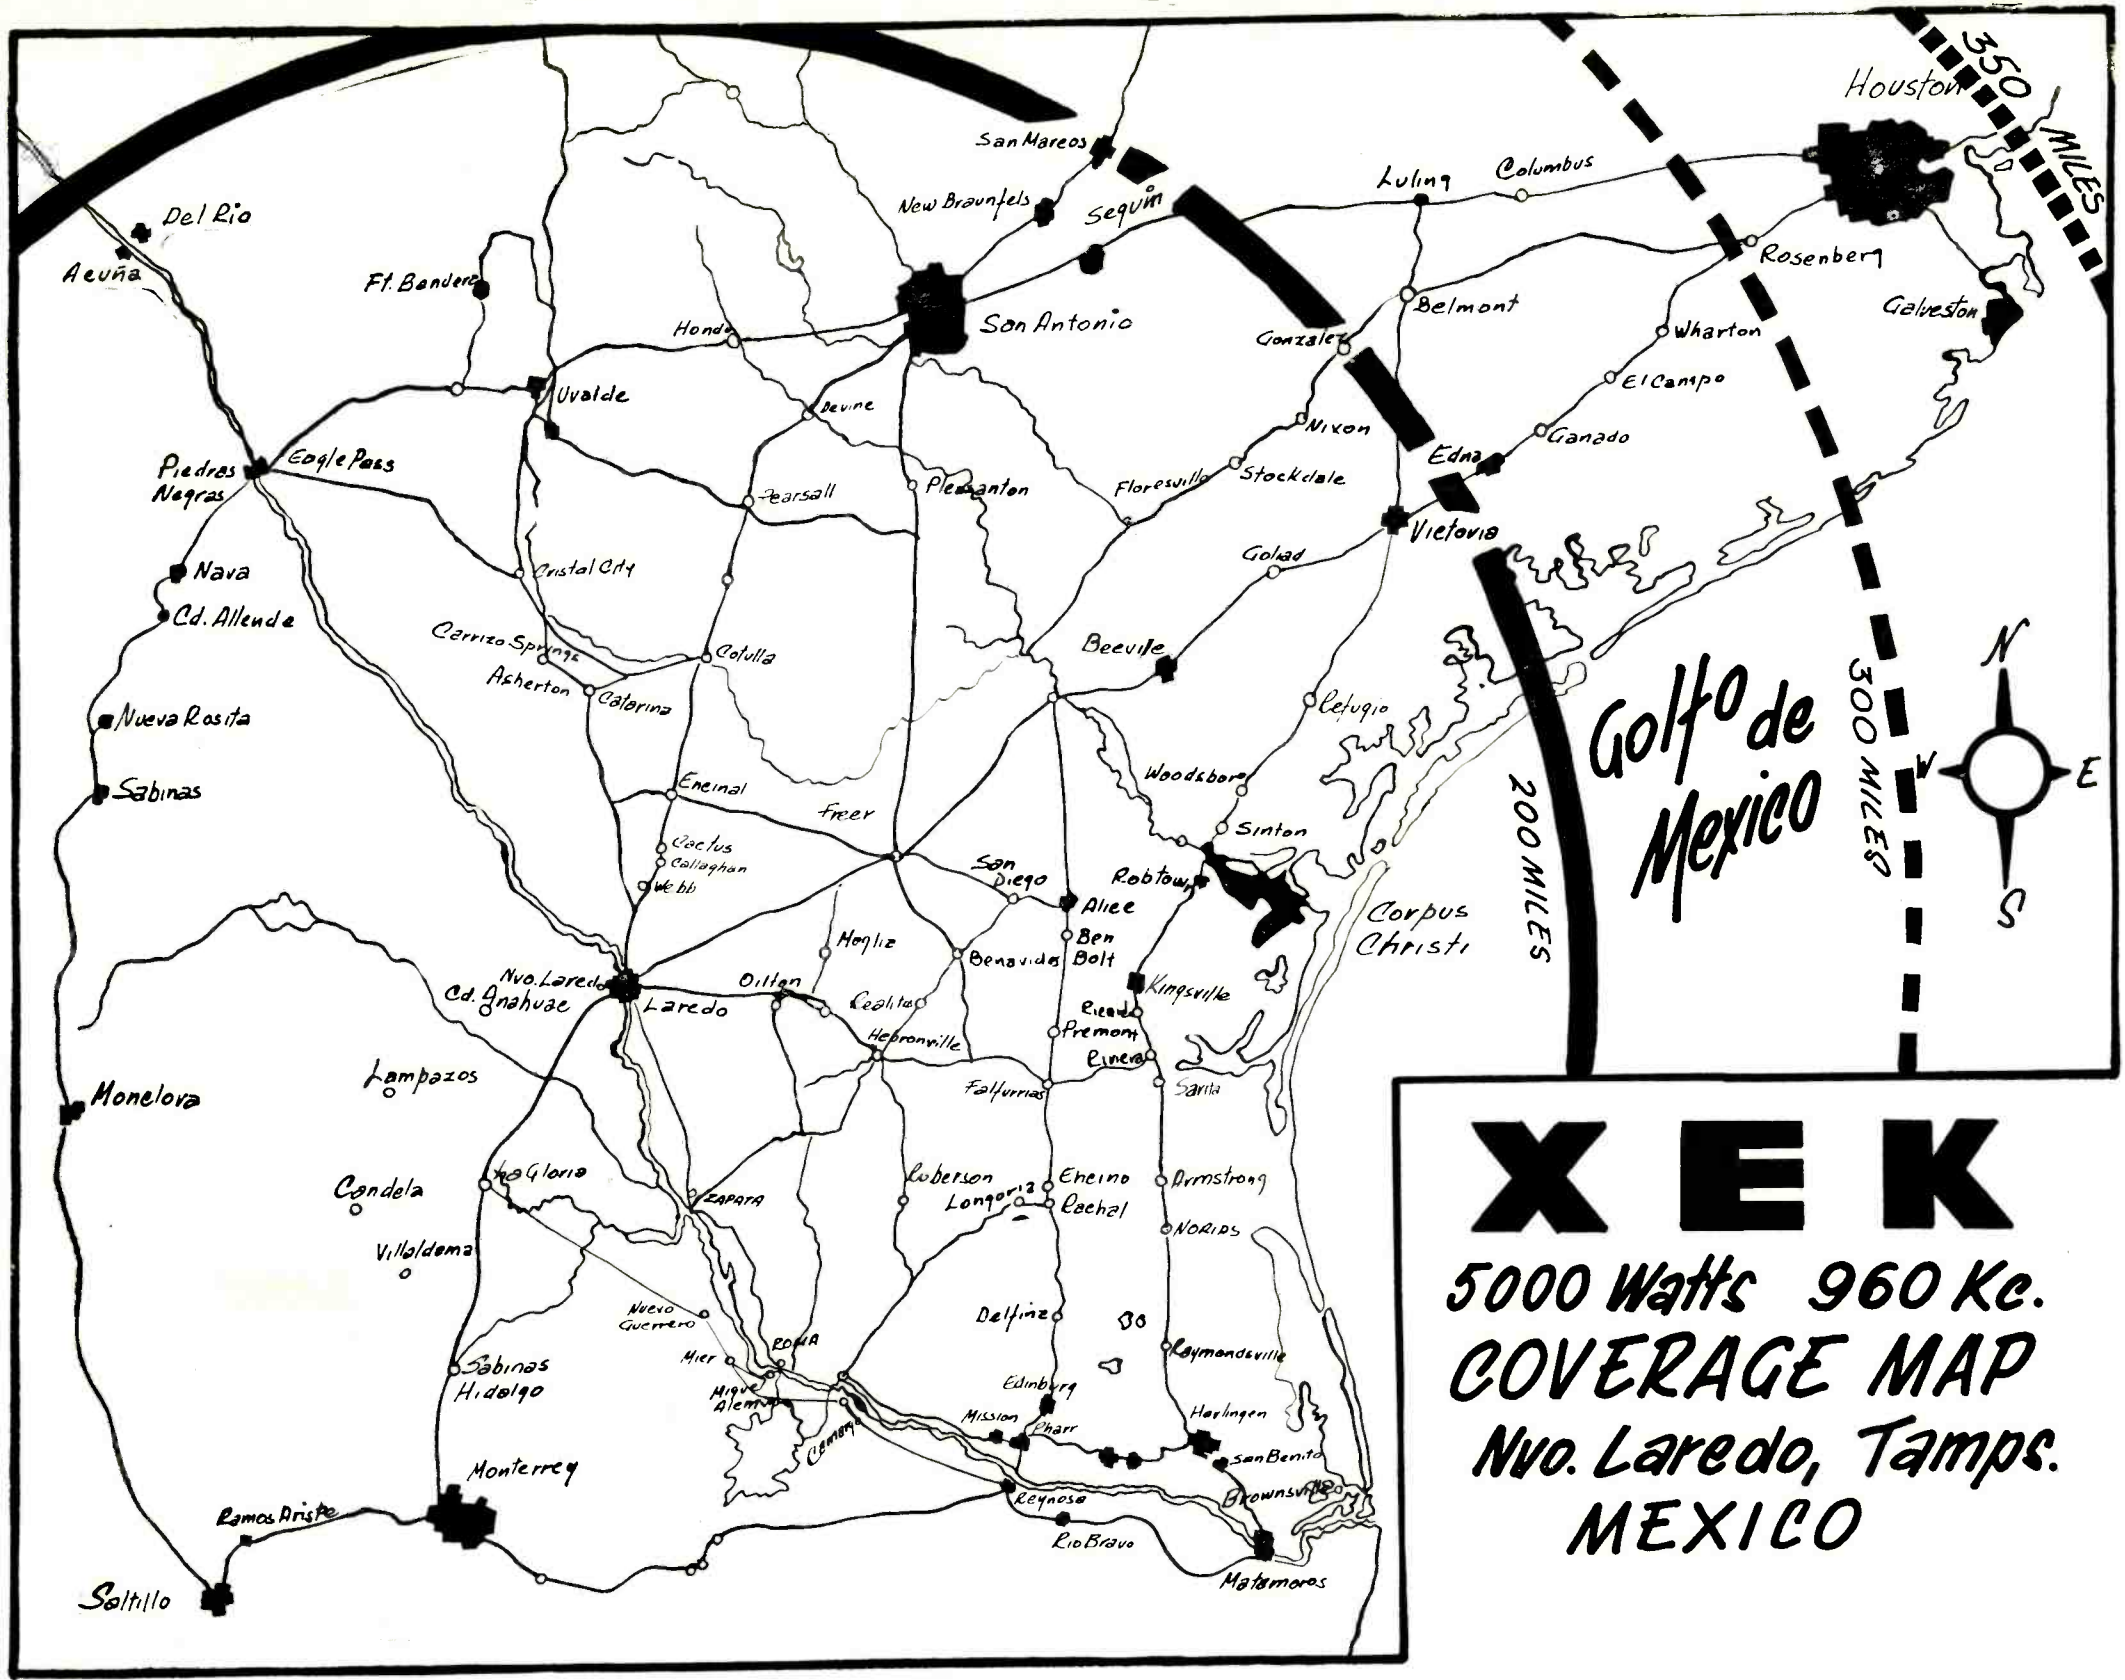 350 MILES
Houston
San Marcos
Luling
Columbus
New Braunfels
Seguin
Del Rio
Acuña
Rosenberg
Ft. Bandera
Galveston
Belmont
San Antonio
Hondo
Gonzalez
Wharton
El Campo
Uvalde
Devine
Nixon
Ganado
Edna
Piedras
Negras
Eagle Pass
Stockdale
Floresville
Pleasanton
Pearsall
Victoria
Goliad
Nava
Cristal City
Cd. Allende
Carrizo Springs
Cotulla
Beeville
Asherton
Catarina
Refugio
Golfo de
Mexico
300 MILES
200 MILES
N
W
E
S
Nueva Rosita
Sabinas
Encinal
Woodsboro
Freer
Sinton
Cactus
Callaghan
Webb
San
Diego
Robtown
Alice
Corpus
Christi
Ben
Bolt
Benavides
Nvo. Laredo
Cd. Anahuac
Laredo
Oilton
Realitos
Kingsville
Premont
Hebronville
Rivera
Lampazos
Falfurrias
Sarita
Monclova
La Gloria
Roberson
Longoria
Encino
Rachal
Armstrong
Candela
ZAPATA
NORIAS
Villaldama
Nuevo
Guerrero
Delfina
ROMA
Mier
Raymondsville
Miguel
Aleman
Sabinas
Hidalgo
Edinburg
Camargo
Mission
Pharr
Harlingen
San Benito
Monterrey
Reynosa
Brownsville
Ramos Arispe
Rio Bravo
Matamoros
Saltillo
XEK
5000 Watts 960 Kc.
COVERAGE MAP
Nvo. Laredo, Tamps.
MEXICO